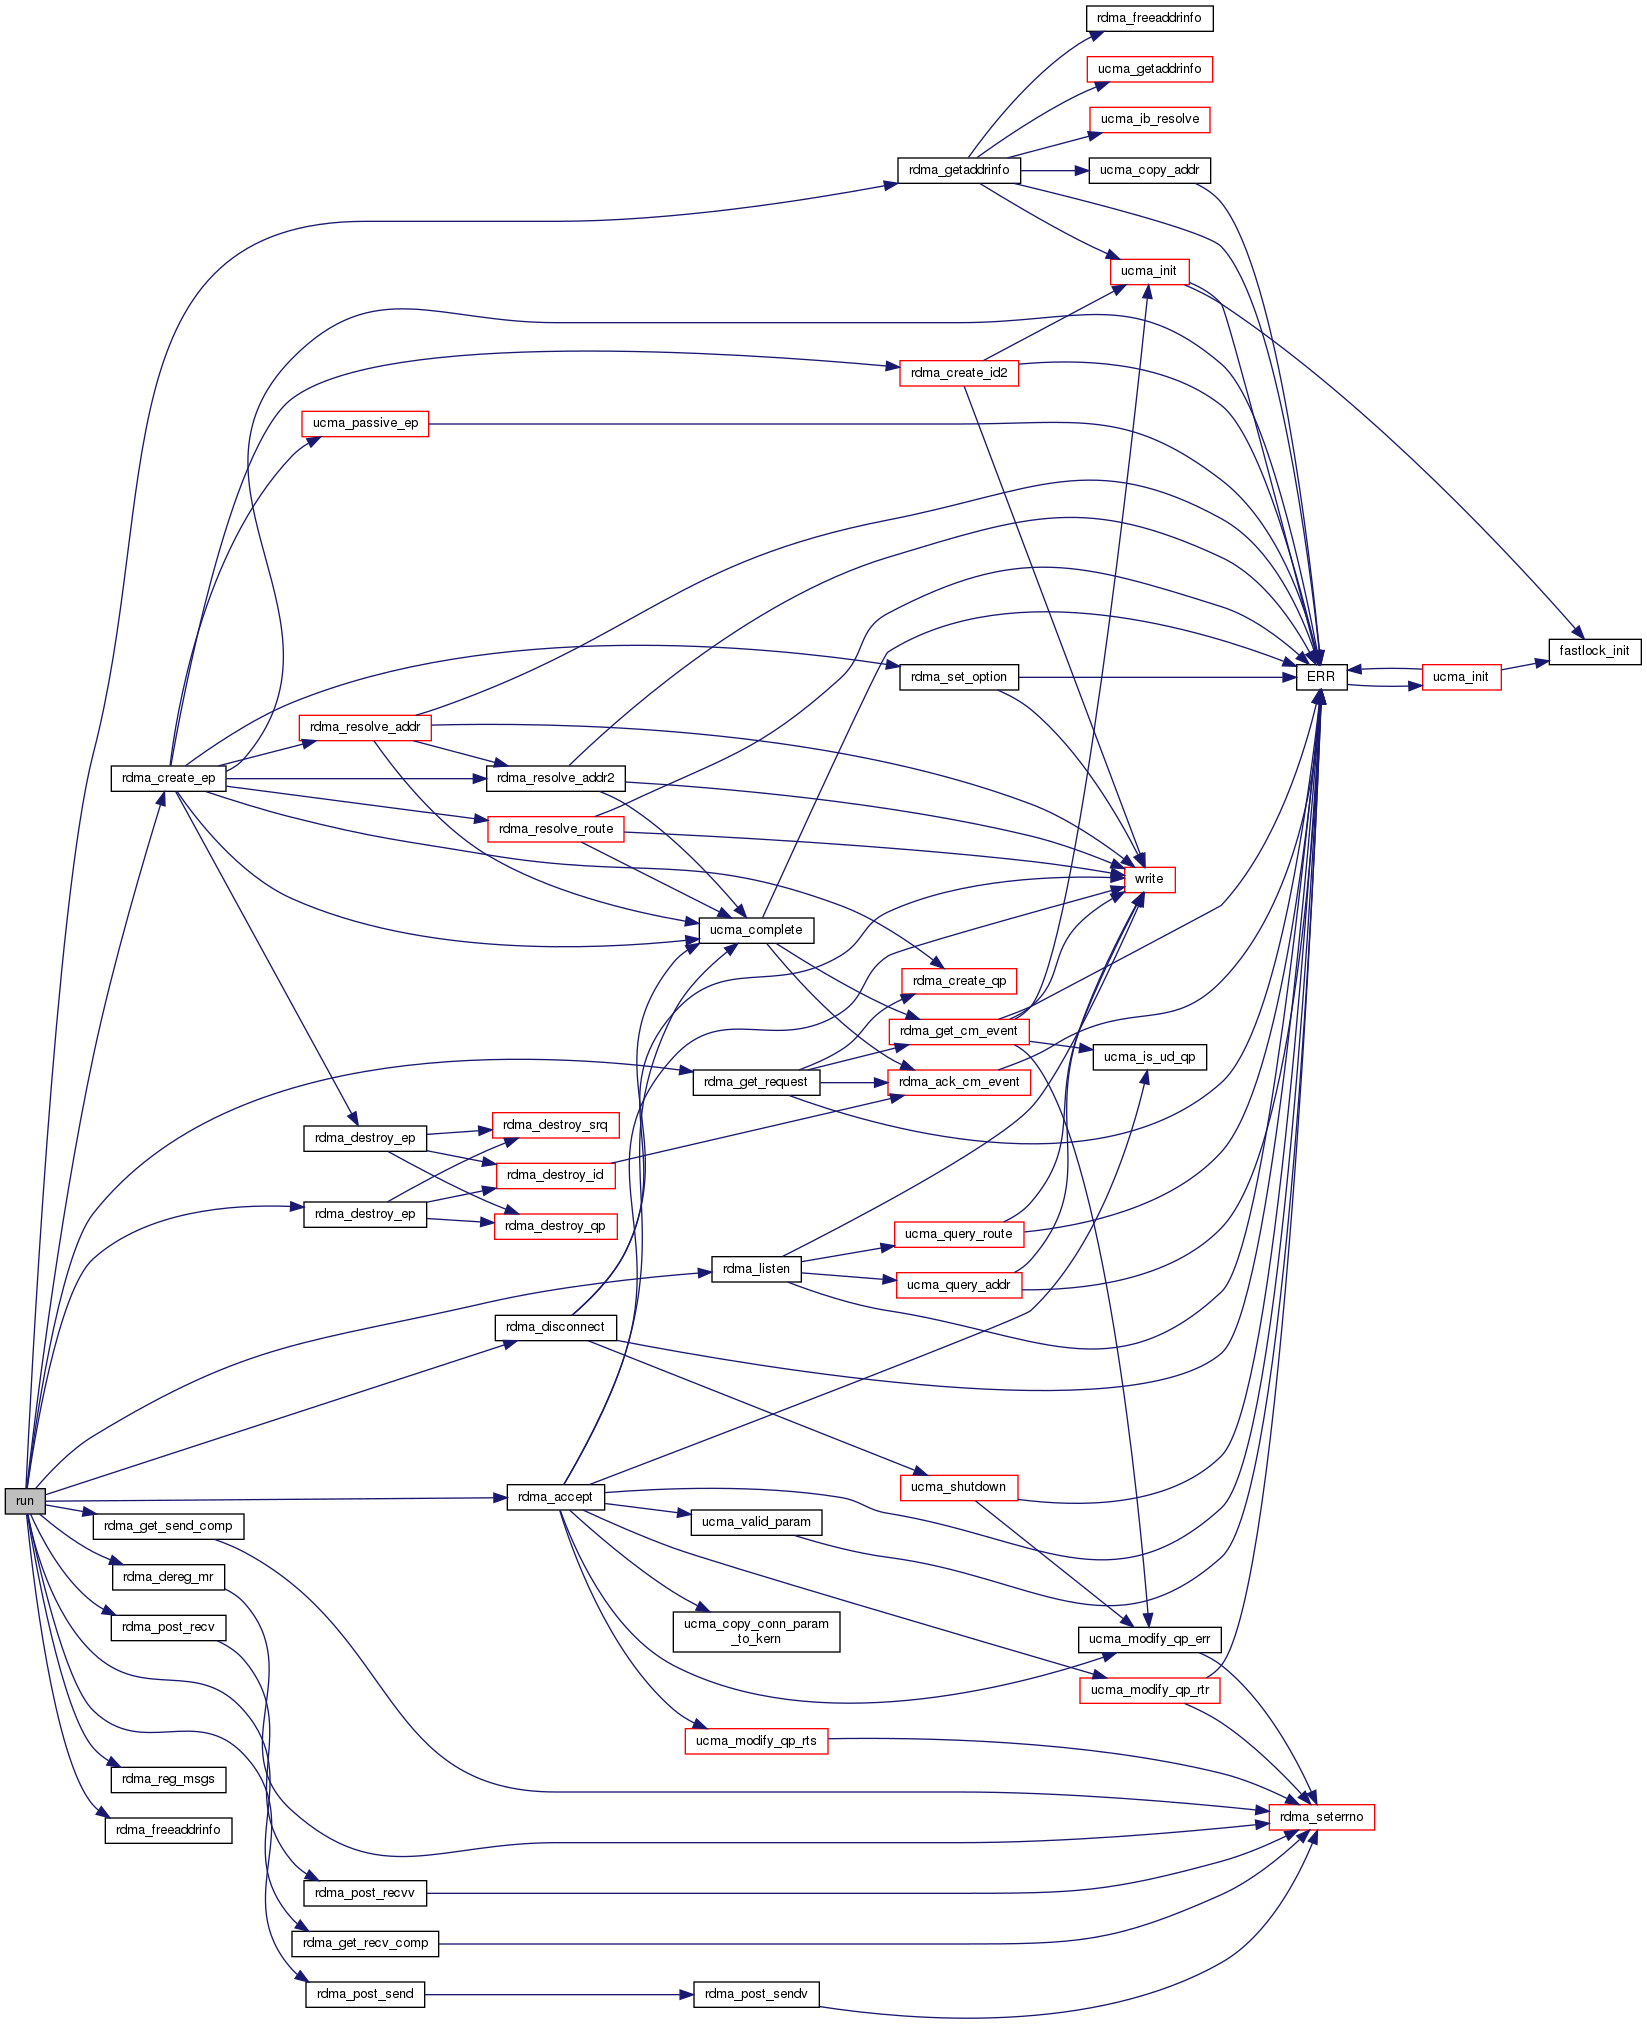 rdma_freeaddrinfo
ucma_getaddrinfo
ucma_ib_resolve
rdma_getaddrinfo
ucma_copy_addr
ucma_init
rdma_create_id2
ucma_passive_ep
fastlock_init
rdma_set_option
ERR
ucma_init
rdma_resolve_addr
rdma_create_ep
rdma_resolve_addr2
rdma_resolve_route
write
ucma_complete
rdma_create_qp
rdma_get_cm_event
ucma_is_ud_qp
rdma_get_request
rdma_ack_cm_event
rdma_destroy_srq
rdma_destroy_ep
rdma_destroy_id
rdma_destroy_ep
rdma_destroy_qp
ucma_query_route
rdma_listen
ucma_query_addr
rdma_disconnect
ucma_shutdown
run
rdma_accept
rdma_get_send_comp
ucma_valid_param
rdma_dereg_mr
rdma_post_recv
ucma_copy_conn_param
_to_kern
ucma_modify_qp_err
ucma_modify_qp_rtr
ucma_modify_qp_rts
rdma_reg_msgs
rdma_seterrno
rdma_freeaddrinfo
rdma_post_recvv
rdma_get_recv_comp
rdma_post_send
rdma_post_sendv